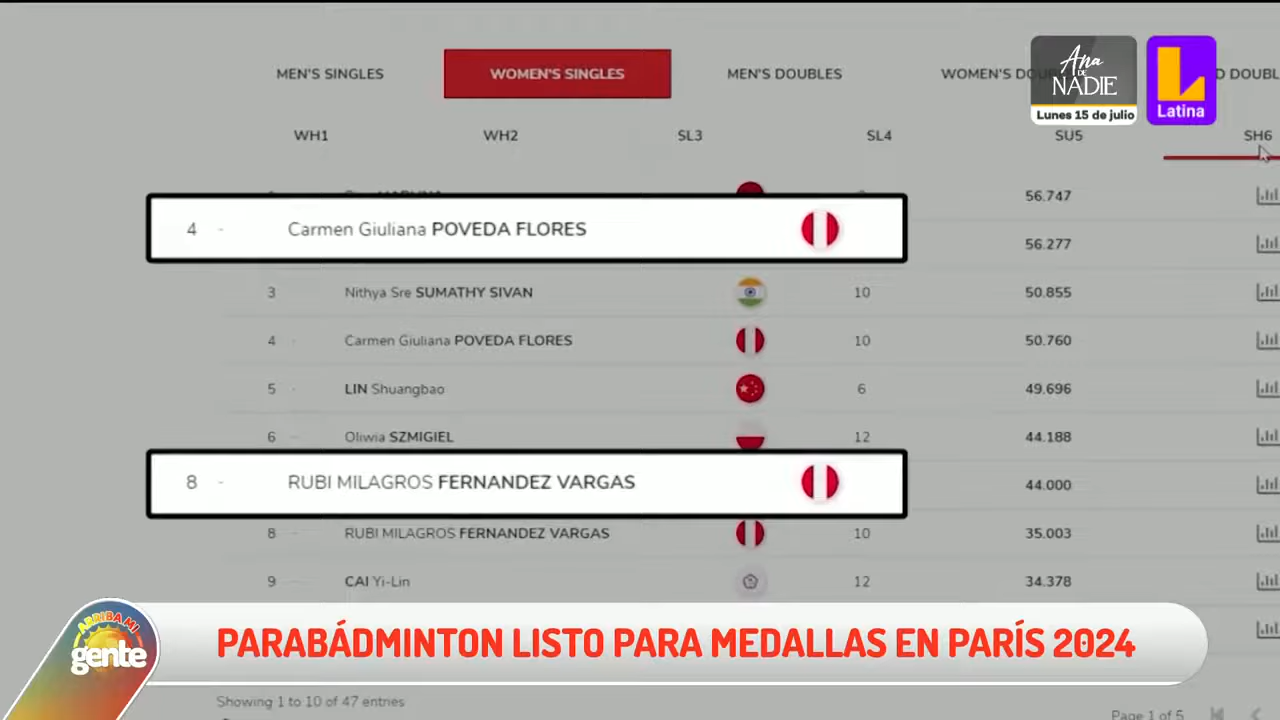 MEN'S SINGLES WOMEN'S SINGLES MEN'S DOUBLES WOMEN'S
Ana DE NADIE
Lunes 15 de julio
Latina
WH1 WH2 SL3 SL4 SU5 SH6
56.747
4 - Carmen Giuliana POVEDA FLORES
56.277
3 Nithya Sre SUMATHY SIVAN 10 50.855
4 - Carmen Giuliana POVEDA FLORES 10 50.760
5 - LIN Shuangbao 6 49.696
6 - Oliwia SZMIGIEL 12 44.188
8 - RUBI MILAGROS FERNANDEZ VARGAS
44.000
8 - RUBI MILAGROS FERNANDEZ VARGAS 10 35.003
9 - CAI Yi-Lin 12 34.378
ARRIBA MI gente
PARABÁDMINTON LISTO PARA MEDALLAS EN PARÍS 2024
Showing 1 to 10 of 47 entries
Page 1 of 5